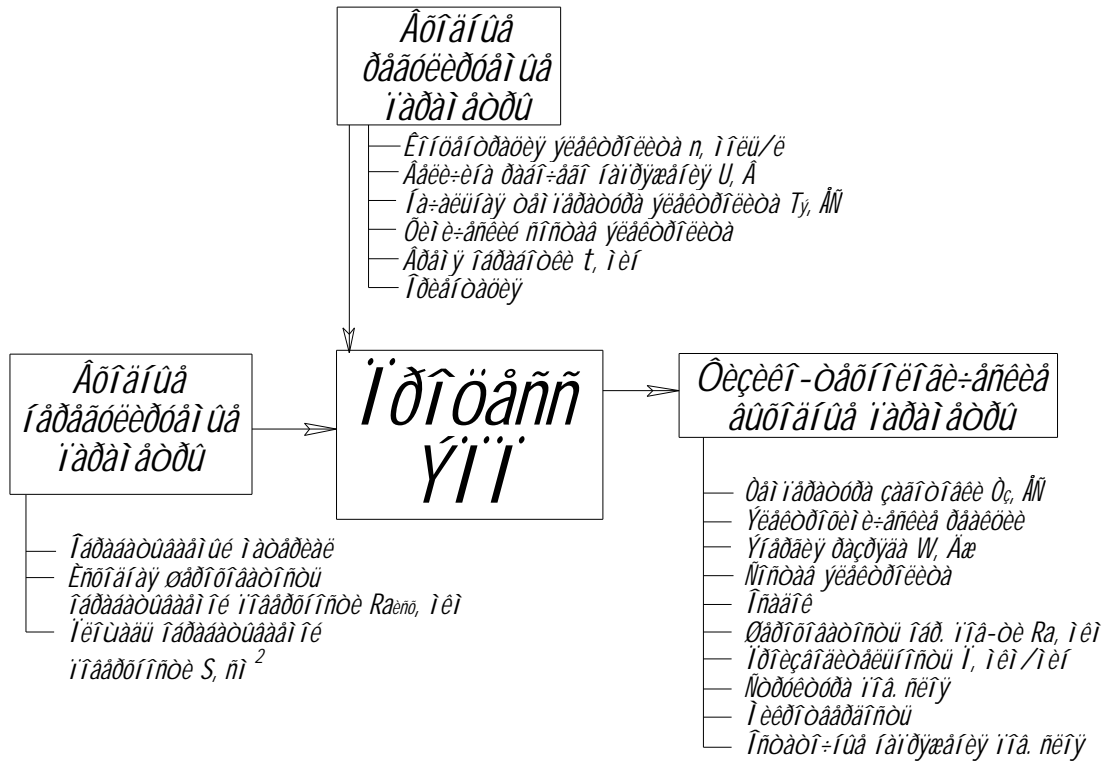 Âõîäíûå
ðåãóëèðóåìûå
ïàðàìåòðû
Êîíöåíòðàöèÿ ýëåêòðîëèòà n, ìîëü/ë
Âåëè÷èíà ðàáî÷åãî íàïðÿæåíèÿ U, Â
Íà÷àëüíàÿ òåìïåðàòóðà ýëåêòðîëèòà Tý, ÅÑ
Õèìè÷åñêèé ñîñòàâ ýëåêòðîëèòà
Âðåìÿ îáðàáîòêè t, ìèí
Îðèåíòàöèÿ
Âõîäíûå
íåðåãóëèðóåìûå
ïàðàìåòðû
Îáðàáàòûâàåìûé ìàòåðèàë
Èñõîäíàÿ øåðîõîâàòîñòü
îáðàáàòûâàåìîé ïîâåðõíîñòè Raèñõ, ìêì
Ïëîùàäü îáðàáàòûâàåìîé
ïîâåðõíîñòè S, ñì 2
Ïðîöåññ
ÝÏÏ
Ôèçèêî-òåõíîëîãè÷åñêèå
âûõîäíûå ïàðàìåòðû
Òåìïåðàòóðà çàãîòîâêè Òç, ÅÑ
Ýëåêòðîõèìè÷åñêèå ðåàêöèè
Ýíåðãèÿ ðàçðÿäà W, Äæ
Ñîñòàâ ýëåêòðîëèòà
Îñàäîê
Øåðîõîâàòîñòü îáð. ïîâ-òè Ra, ìêì
Ïðîèçâîäèòåëüíîñòü Ï, ìêì/ìèí
Ñòðóêòóðà ïîâ. ñëîÿ
Ìèêðîòâåðäîñòü
Îñòàòî÷íûå íàïðÿæåíèÿ ïîâ. ñëîÿ